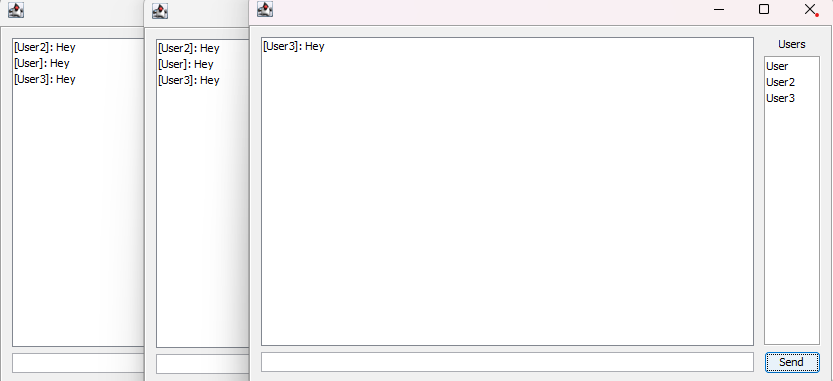 [User2]: Hey
[User]: Hey
[User3]: Hey
[User2]: Hey
[User]: Hey
[User3]: Hey
[User3]: Hey
Users
User
User2
User3
Send